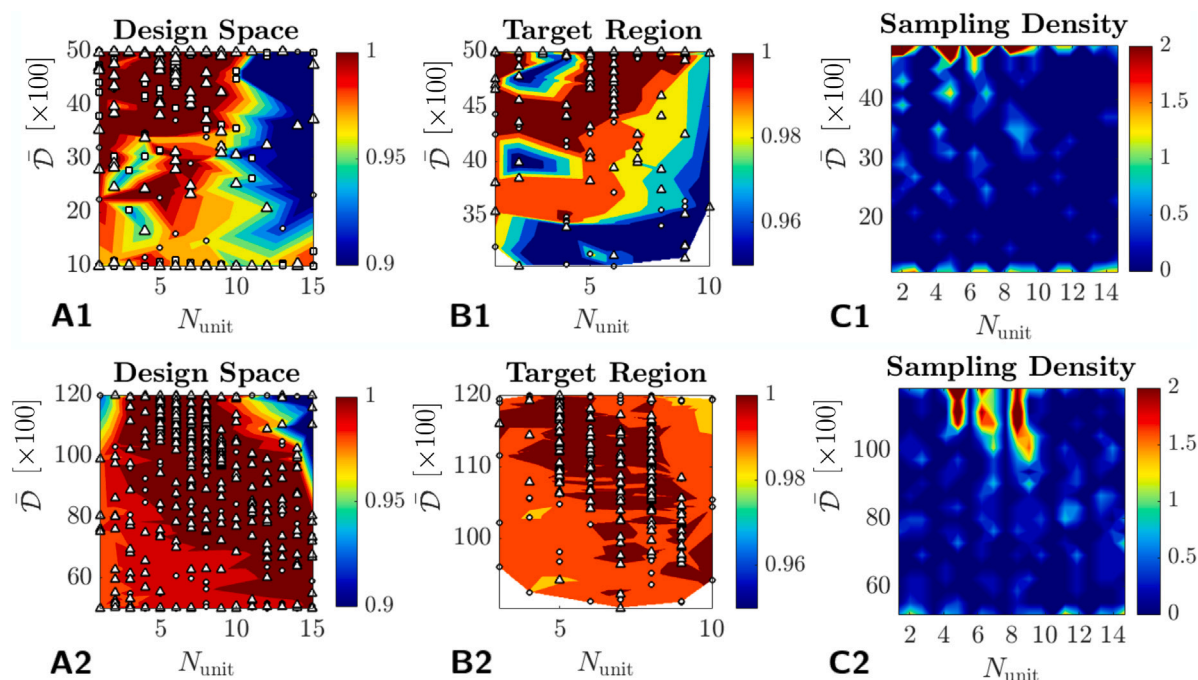 Design Space
Target Region
Sampling Density
50
40
30
20
10
5
10
15
1
0.95
0.9
50
45
40
35
5
10
1
0.98
0.96
40
30
20
2
4
6
8
10
12
14
2
1.5
1
0.5
0
D̄ [×100]
D̄ [×100]
D̄ [×100]
A1
N_unit
B1
N_unit
C1
N_unit
Design Space
Target Region
Sampling Density
120
100
80
60
5
10
15
1
0.95
0.9
120
110
100
5
10
1
0.98
0.96
100
80
60
2
4
6
8
10
12
14
2
1.5
1
0.5
0
D̄ [×100]
D̄ [×100]
D̄ [×100]
A2
N_unit
B2
N_unit
C2
N_unit